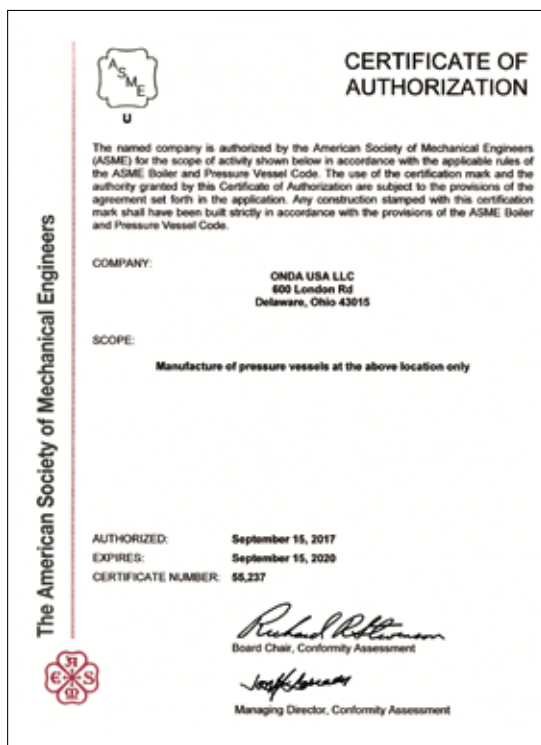 CERTIFICATE OF
AUTHORIZATION
ASME
U
The named company is authorized by the American Society of Mechanical Engineers
(ASME) for the scope of activity shown below in accordance with the applicable rules of
the ASME Boiler and Pressure Vessel Code. The use of the certification mark and the
authority granted by this Certificate of Authorization are subject to the provisions of the
agreement set forth in the application. Any construction stamped with this certification
mark shall have been built strictly in accordance with the provisions of the ASME Boiler
and Pressure Vessel Code.
COMPANY:
ONDA USA LLC
600 London Rd
Delaware, Ohio 43015
SCOPE:
Manufacture of pressure vessels at the above location only
AUTHORIZED: September 15, 2017
EXPIRES: September 15, 2020
CERTIFICATE NUMBER: 55,237
Board Chair, Conformity Assessment
Managing Director, Conformity Assessment
The American Society of Mechanical Engineers